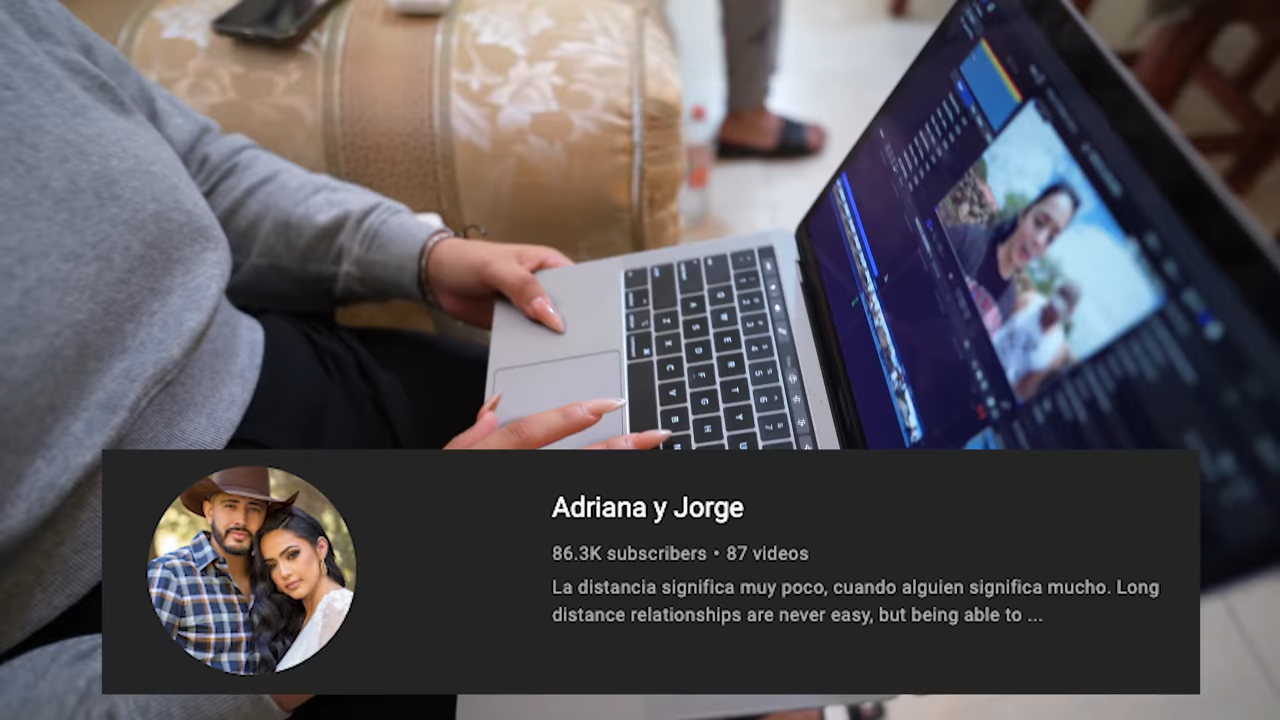 Adriana y Jorge
86.3K subscribers • 87 videos
La distancia significa muy poco, cuando alguien significa mucho. Long
distance relationships are never easy, but being able to ...